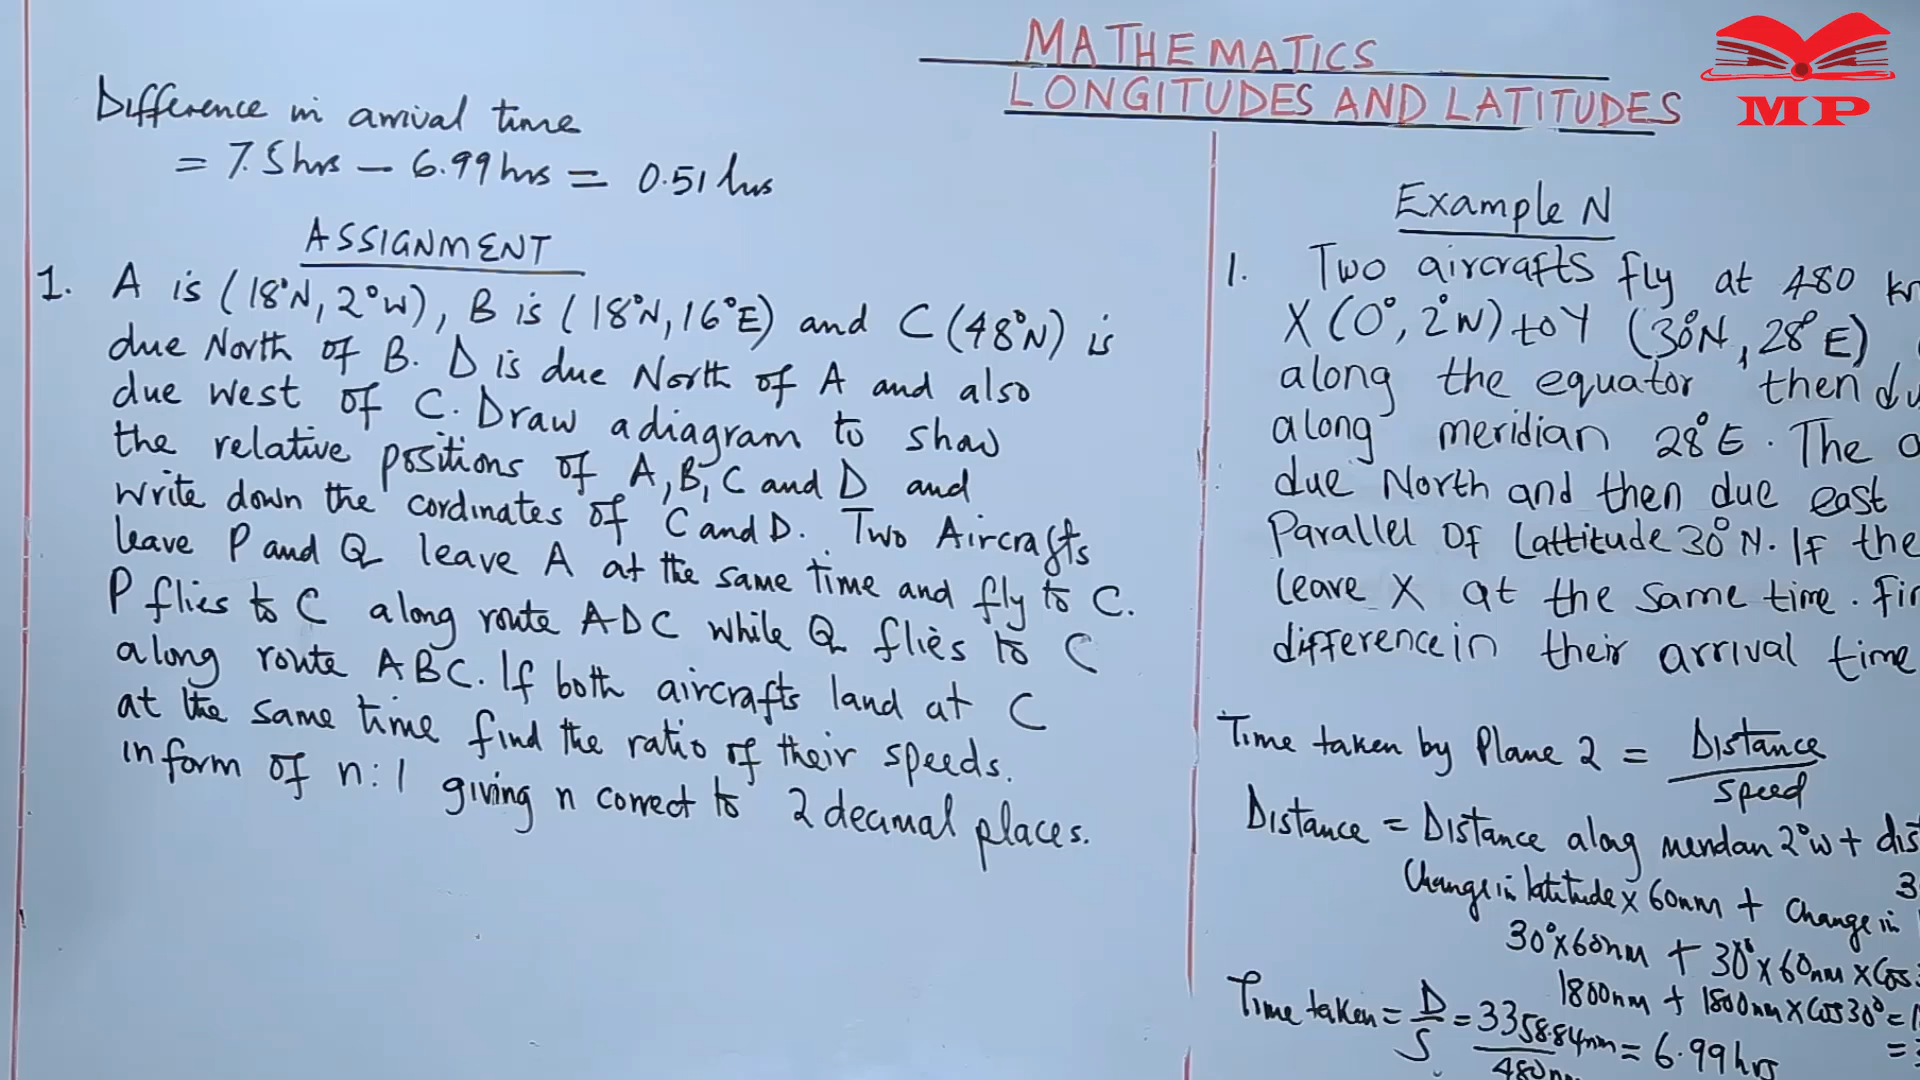 MATHEMATICS
LONGITUDES AND LATITUDES
MP
Difference in arrival time
= 7.5hrs - 6.99hrs = 0.51hrs
ASSIGNMENT
1. A is (18°N, 2°W), B is (18°N, 16°E) and C (48°N) is
due North of B. D is due North of A and also
due west of C. Draw a diagram to show
the relative positions of A, B, C and D and
write down the cordinates of C and D. Two Aircrafts
leave P and Q leave A at the same time and fly to C.
P flies to C along route ADC while Q flies to C
along route ABC. If both aircrafts land at C
at the same time find the ratio of their speeds.
in form of n:1 giving n correct to 2 decimal places.
Example N
1. Two aircrafts fly at 480
X (0°, 2°W) to Y (30°N, 28°E)
along the equator then
along meridian 28°E. The
due North and then due east
Parallel OF Lattitude 30°N. IF the
leave X at the same time.
difference in their arrival time
Time taken by Plane 2 = Distance
speed
Distance = Distance along meridan 2°w +
Change in latitude x 60nm + Change in
30° x 60nm + 30° x 60nm x Cos
1800nm + 1800nm x Cos30° =
Time taken = D = 3358.84nm = 6.99hrs
S 480